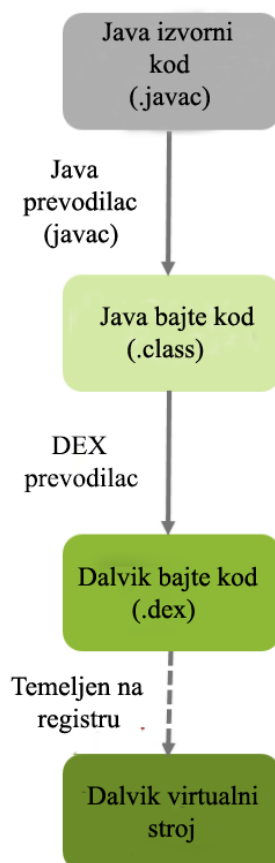 Java izvorni
kod
(.javac)
Java
prevodilac
(javac)
Java bajte kod
(.class)
DEX
prevodilac
Dalvik bajte kod
(.dex)
Temeljen na
registru
Dalvik virtualni
stroj